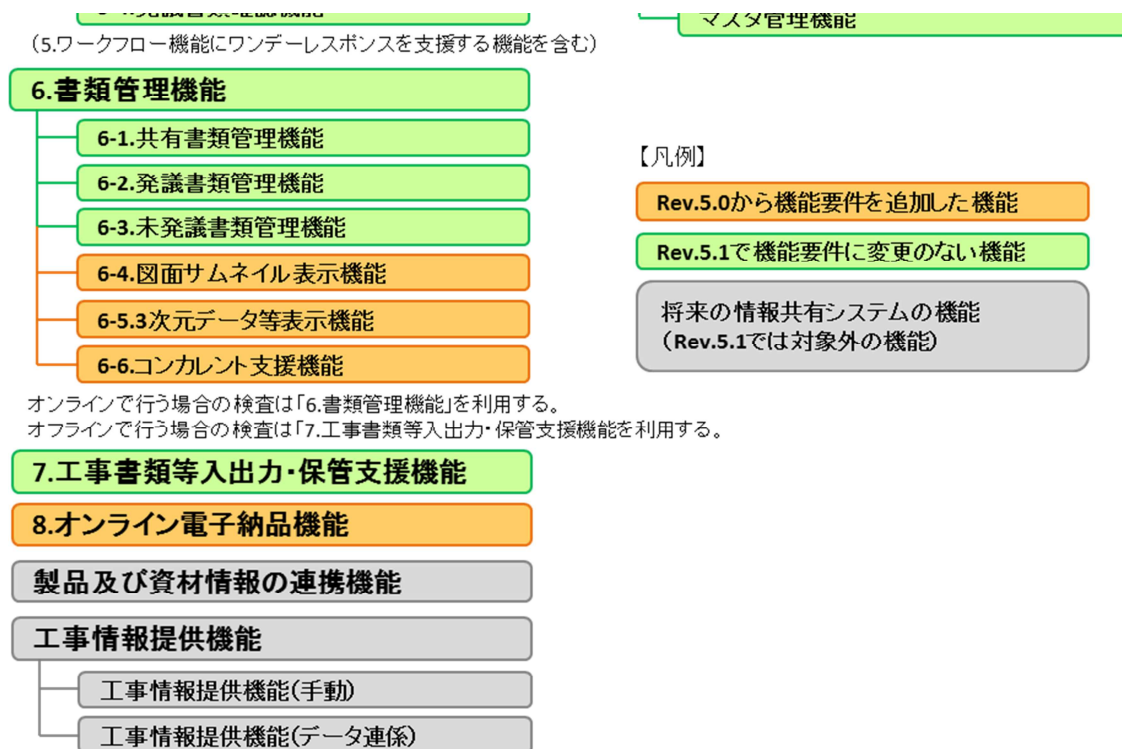 マスタ管理機能
（5.ワークフロー機能にワンデーレスポンスを支援する機能を含む）
6.書類管理機能
6-1.共有書類管理機能
6-2.発議書類管理機能
6-3.未発議書類管理機能
6-4.図面サムネイル表示機能
6-5.3次元データ等表示機能
6-6.コンカレント支援機能
【凡例】
Rev.5.0から機能要件を追加した機能
Rev.5.1で機能要件に変更のない機能
将来の情報共有システムの機能
（Rev.5.1では対象外の機能）
オンラインで行う場合の検査は「6.書類管理機能」を利用する。
オフラインで行う場合の検査は「7.工事書類等入出力・保管支援機能を利用する。
7.工事書類等入出力・保管支援機能
8.オンライン電子納品機能
製品及び資材情報の連携機能
工事情報提供機能
工事情報提供機能(手動)
工事情報提供機能(データ連係)